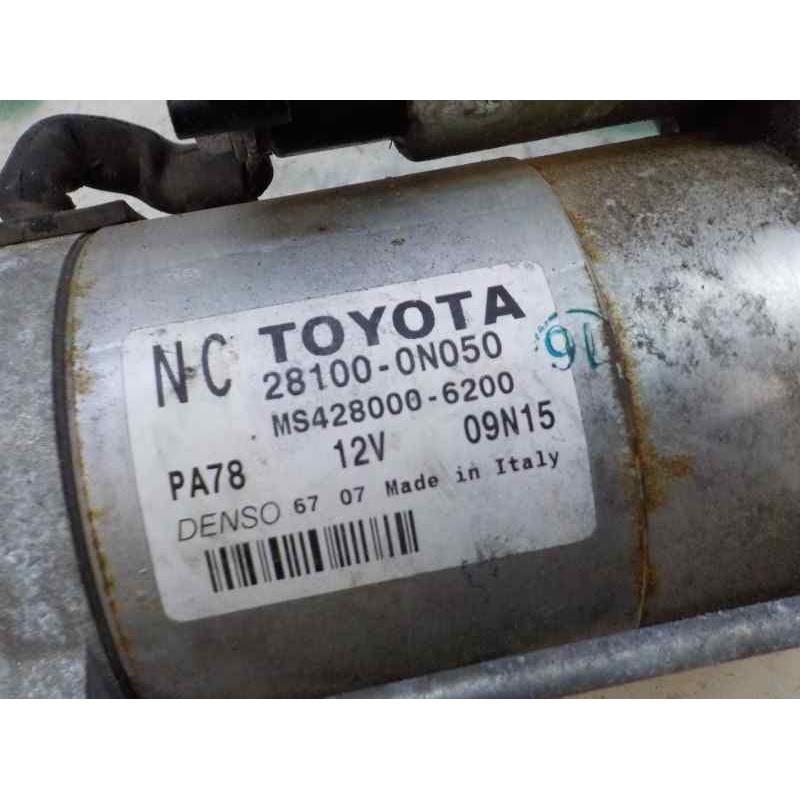 NC TOYOTA
28100-0N050
MS428000-6200
PA78 12V 09N15
DENSO 67 07 Made in Italy